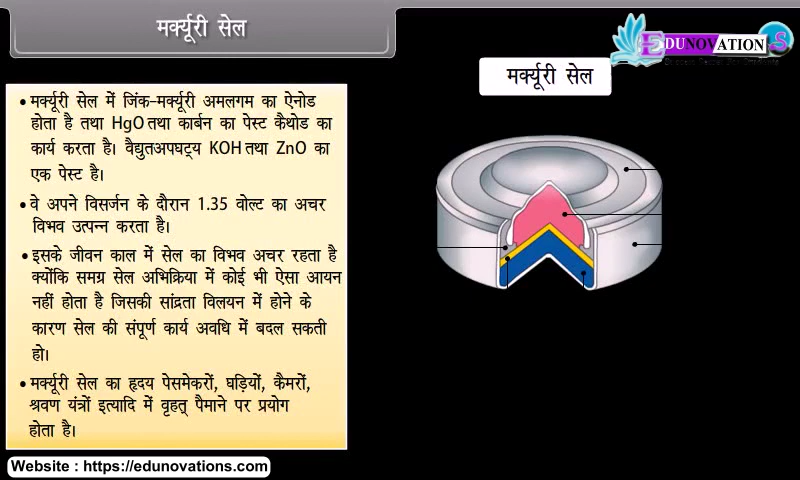 मर्क्यूरी सेल
EDUNOVATION S
मर्क्यूरी सेल
• मर्क्यूरी सेल में जिंक-मर्क्यूरी अमलगम का ऐनोड
होता है तथा HgO तथा कार्बन का पेस्ट कैथोड का
कार्य करता है। वैद्युतअपघट्य KOH तथा ZnO का
एक पेस्ट है।
• वे अपने विसर्जन के दौरान 1.35 वोल्ट का अचर
विभव उत्पन्न करता है।
• इसके जीवन काल में सेल का विभव अचर रहता है
क्योंकि समग्र सेल अभिक्रिया में कोई भी ऐसा आयन
नहीं होता है जिसकी सांद्रता विलयन में होने के
कारण सेल की संपूर्ण कार्य अवधि में बदल सकती
हो।
• मर्क्यूरी सेल का हृदय पेसमेकरों, घड़ियों, कैमरों,
श्रवण यंत्रों इत्यादि में वृहत् पैमाने पर प्रयोग
होता है।
Website : https://edunovations.com